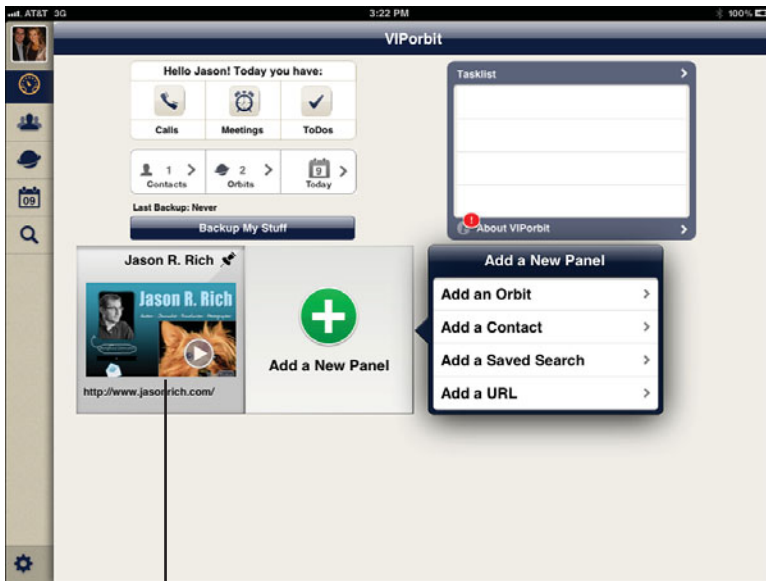 AT&T 3G 3:22 PM 100%
VIPorbit
Hello Jason! Today you have:
Calls Meetings ToDos
1 Contacts
2 Orbits
9 Today
Last Backup: Never
Backup My Stuff
Tasklist
About VIPorbit
!
09
Jason R. Rich
Jason R. Rich
http://www.jasonrich.com/
Add a New Panel
Add a New Panel
Add an Orbit
Add a Contact
Add a Saved Search
Add a URL